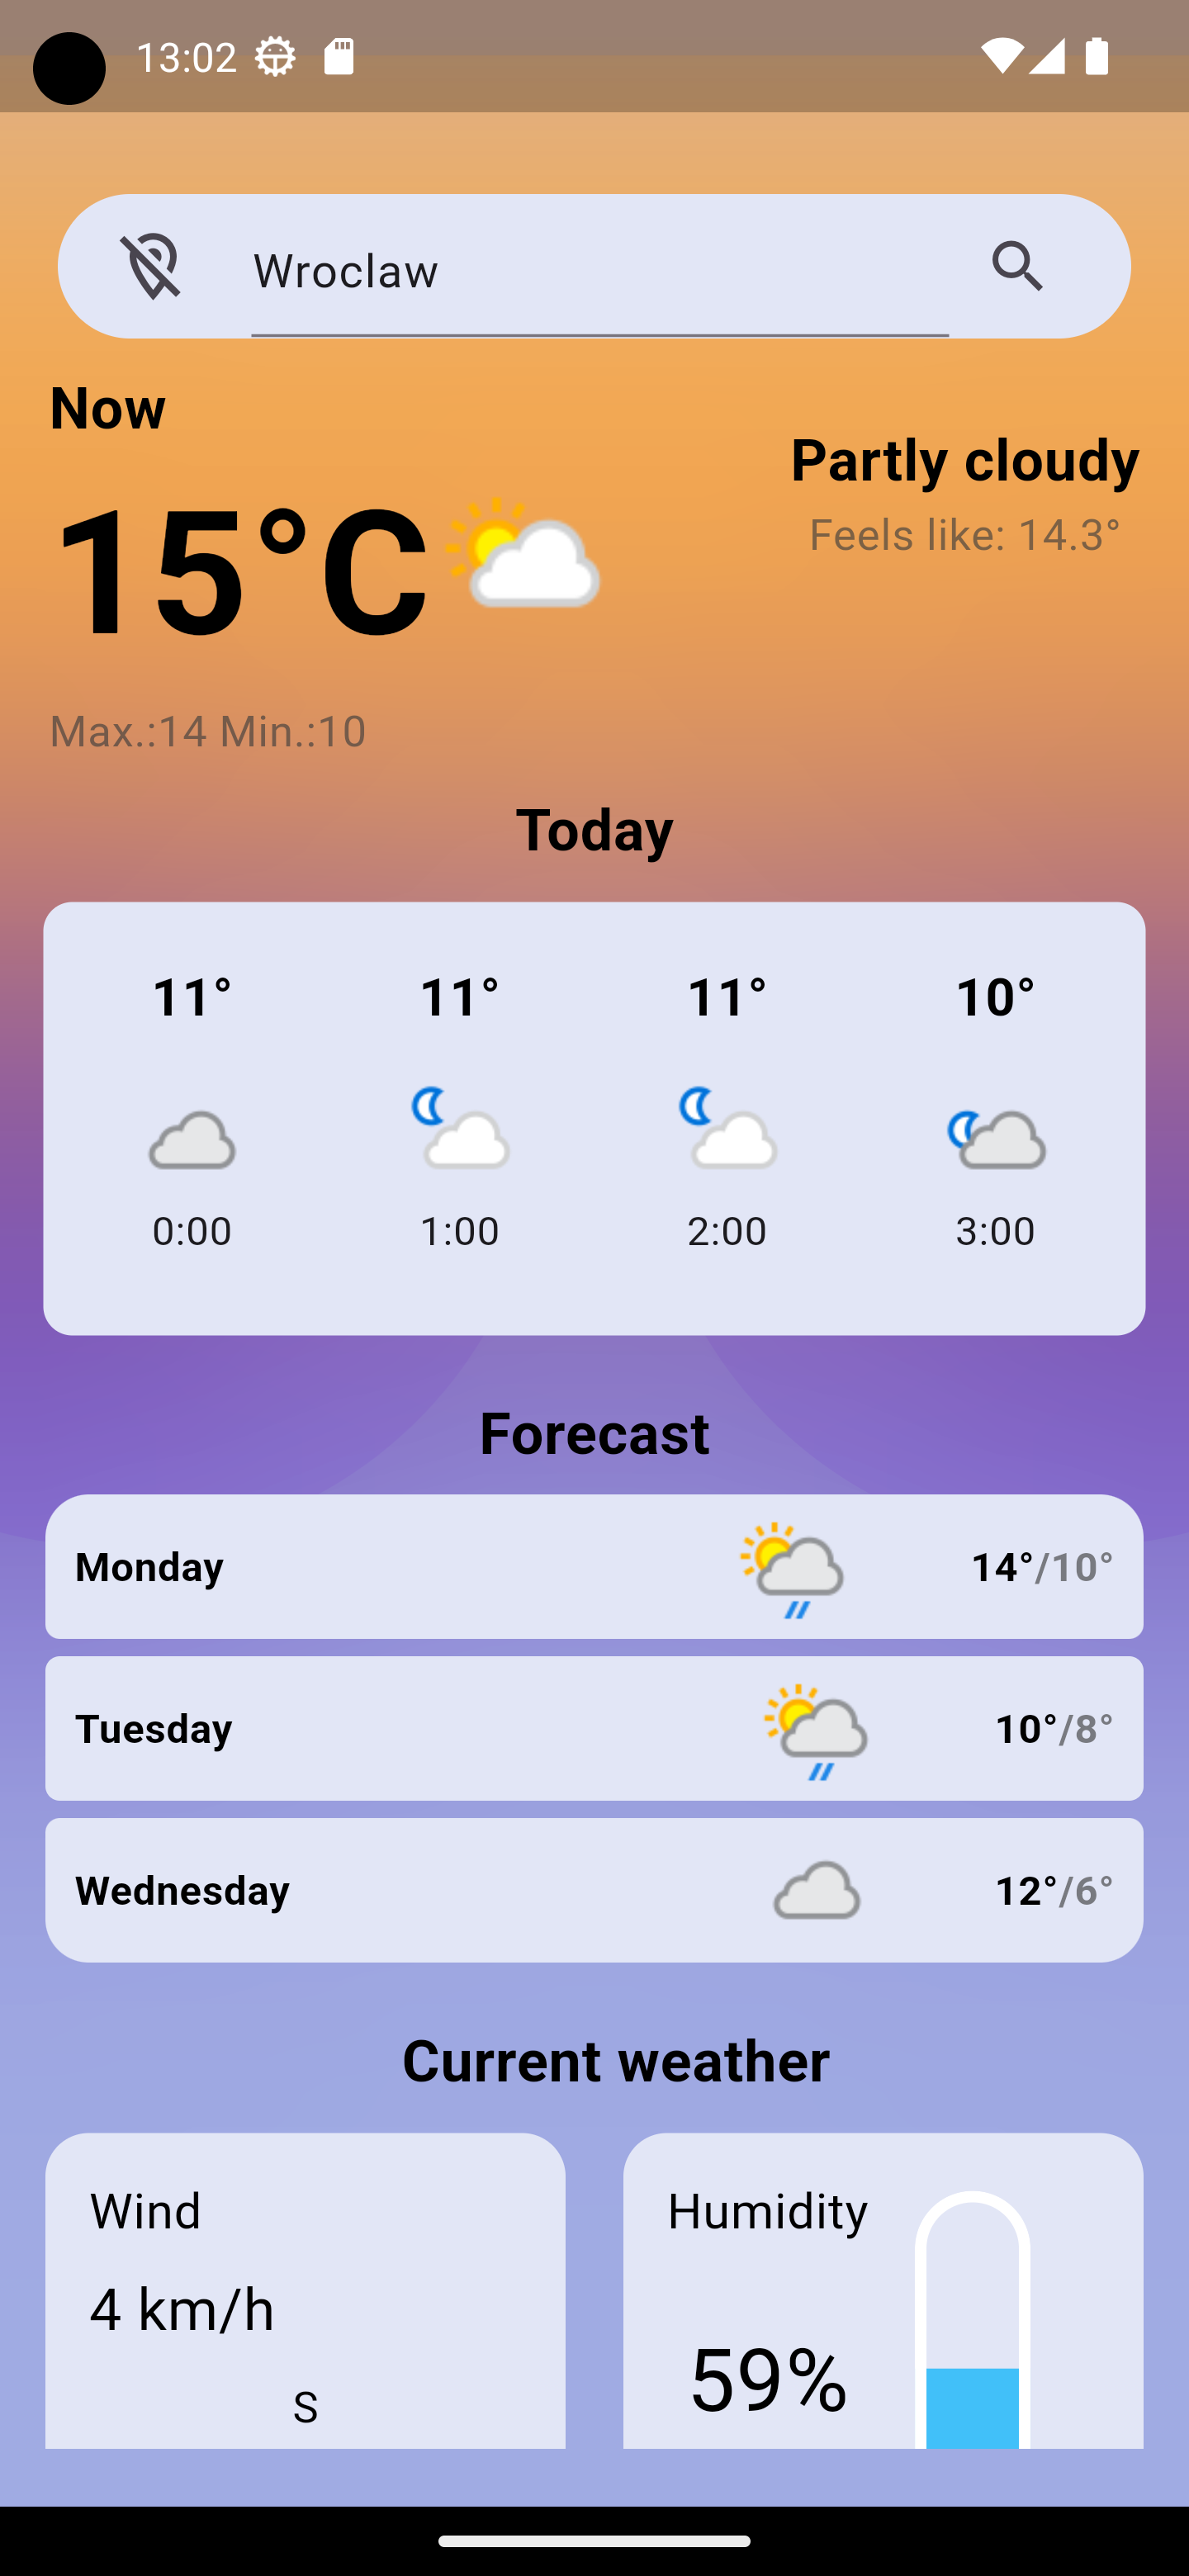 13:02
Wroclaw
Now
Partly cloudy
15°C
Feels like: 14.3°
Max.:14 Min.:10
Today
11° 11° 11° 10°
0:00 1:00 2:00 3:00
Forecast
Monday 14°/10°
Tuesday 10°/8°
Wednesday 12°/6°
Current weather
Wind
4 km/h
S
Humidity
59%